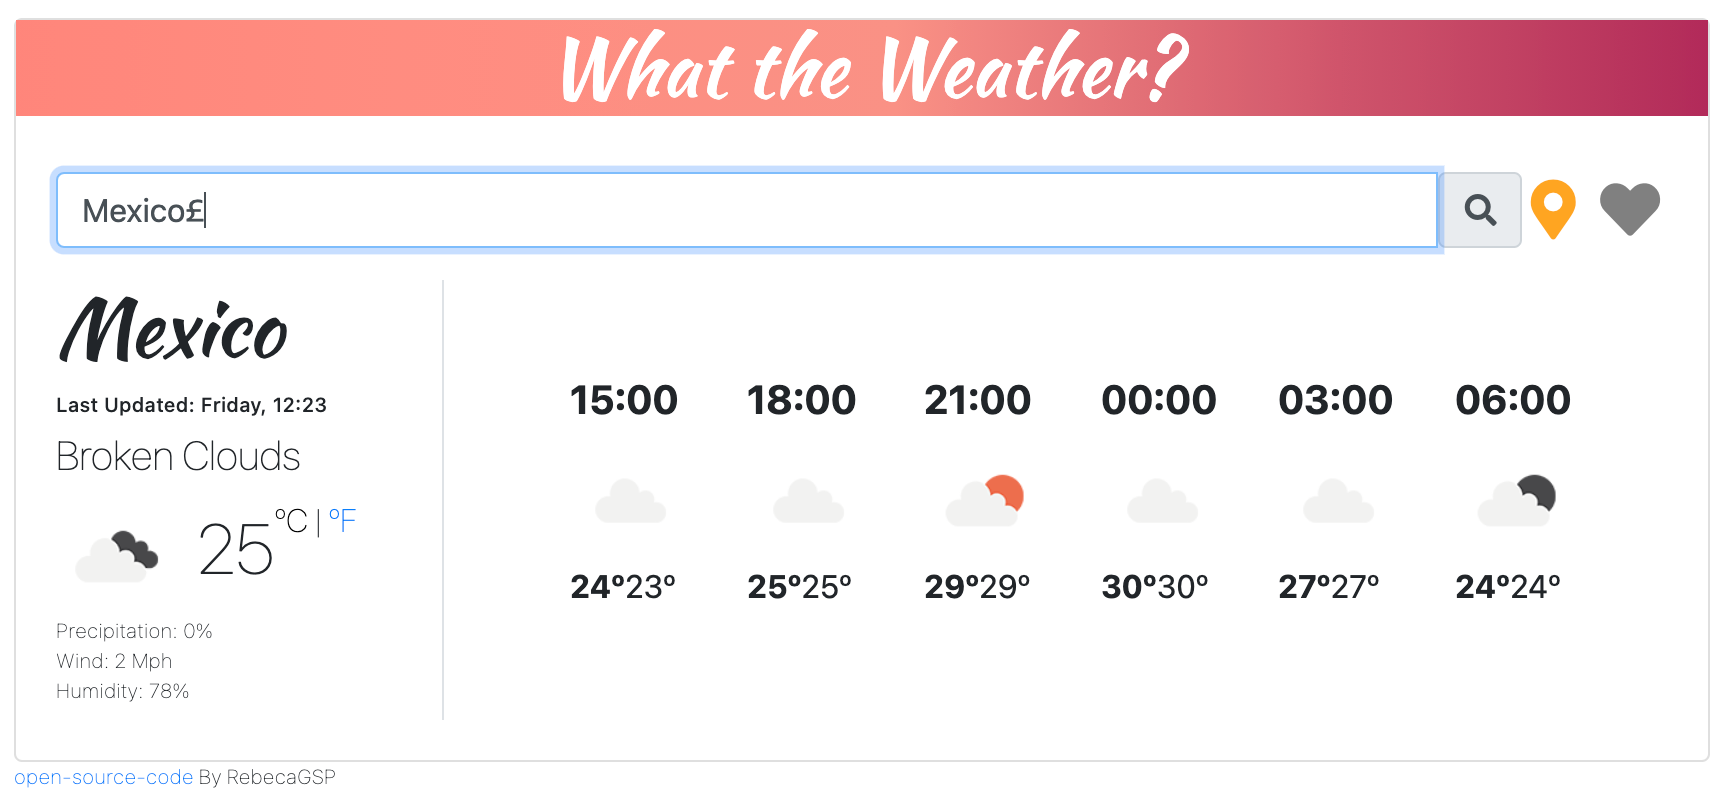 What the Weather?
Mexico£
Mexico
Last Updated: Friday, 12:23
Broken Clouds
25 °C | °F
Precipitation: 0%
Wind: 2 Mph
Humidity: 78%
15:00 18:00 21:00 00:00 03:00 06:00
24°23° 25°25° 29°29° 30°30° 27°27° 24°24°
open-source-code By RebecaGSP